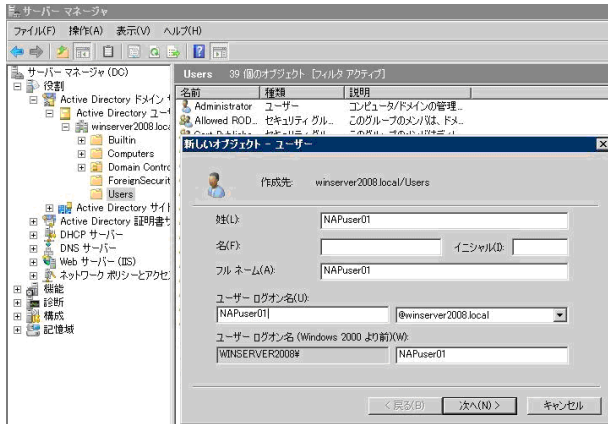 サーバー マネージャ
ファイル(F) 操作(A) 表示(V) ヘルプ(H)
サーバー マネージャ (DC)
役割
Active Directory ドメイン
Active Directory ユー
winserver2008.loc
Builtin
Computers
Domain Contrc
ForeignSecurit
Users
Active Directory サイト
Active Directory 証明書
DHCP サーバー
DNS サーバー
Web サーバー (IIS)
ネットワーク ポリシーとアクセ
機能
診断
構成
記憶域
Users 39 個のオブジェクト [フィルタ アクティブ]
名前 種類 説明
Administrator ユーザー コンピュータ/ドメインの管理...
Allowed ROD... セキュリティ グル... このグループのメンバは、ドメ...
新しいオブジェクト - ユーザー
作成先: winserver2008.local/Users
姓(L): NAPuser01
名(F): イニシャル(I):
フル ネーム(A): NAPuser01
ユーザー ログオン名(U):
NAPuser01 @winserver2008.local
ユーザー ログオン名 (Windows 2000 より前)(W):
WINSERVER2008¥ NAPuser01
< 戻る(B) 次へ(N) > キャンセル